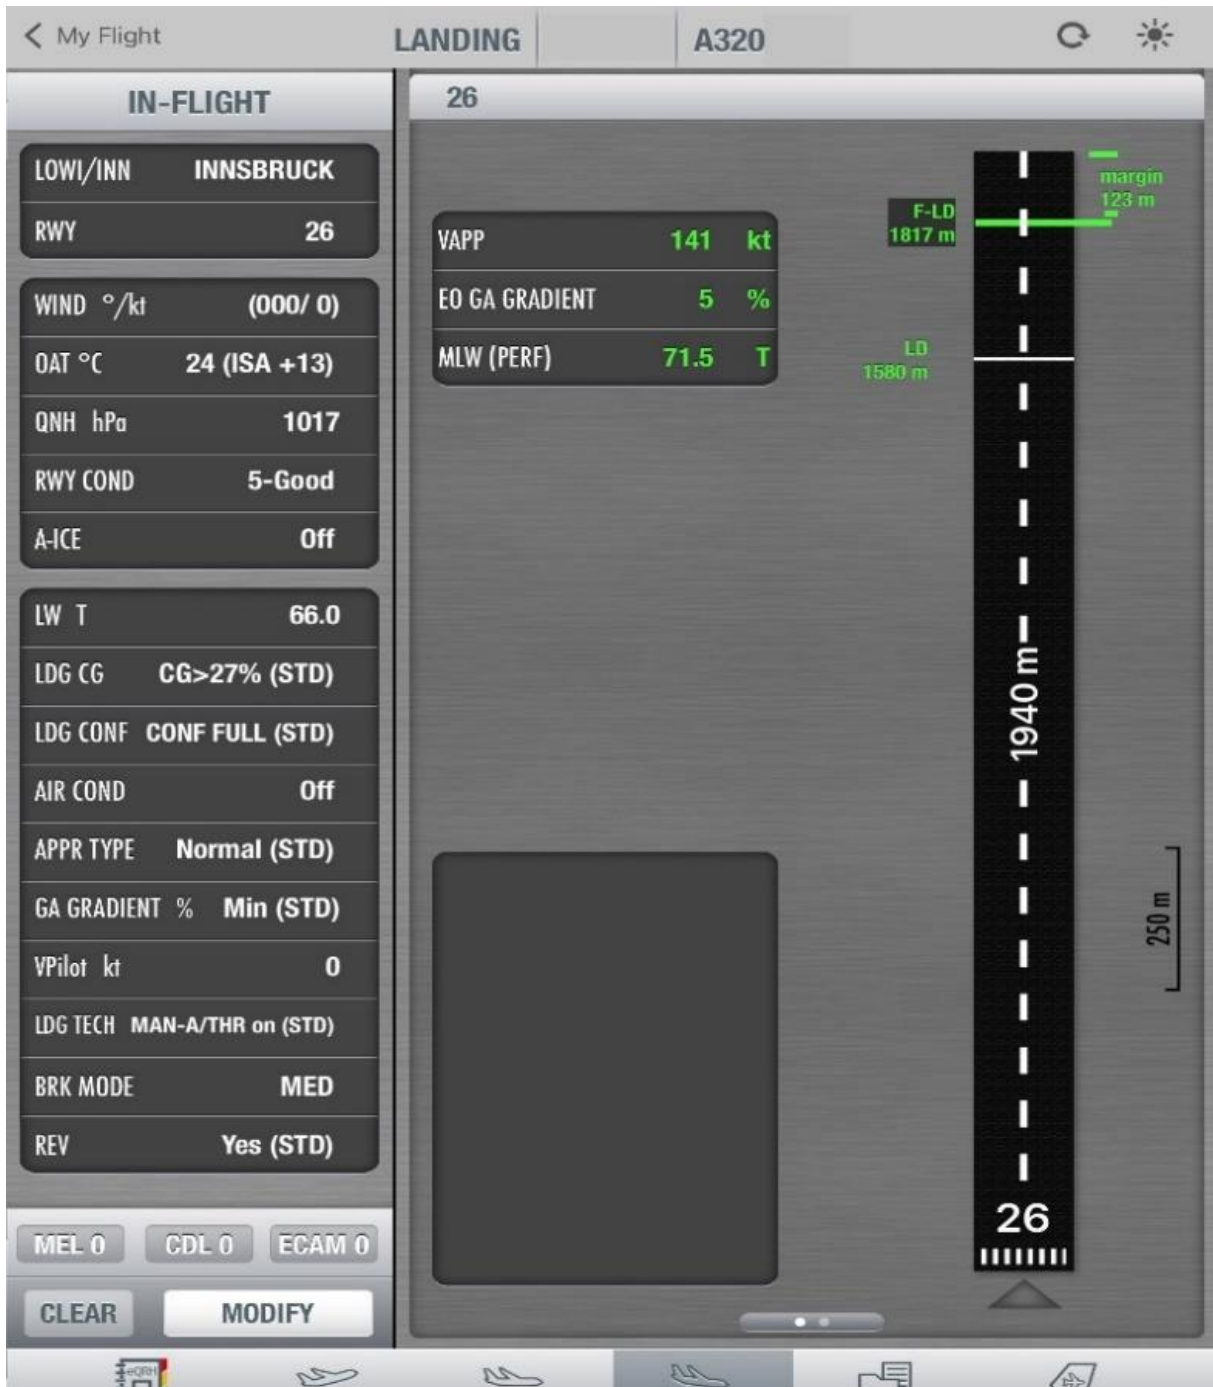 My Flight
LANDING
A320
IN-FLIGHT
LOWI/INN INNSBRUCK
RWY 26
WIND °/kt (000/ 0)
OAT °C 24 (ISA +13)
QNH hPa 1017
RWY COND 5-Good
A-ICE Off
LW T 66.0
LDG CG CG>27% (STD)
LDG CONF CONF FULL (STD)
AIR COND Off
APPR TYPE Normal (STD)
GA GRADIENT % Min (STD)
VPilot kt 0
LDG TECH MAN-A/THR on (STD)
BRK MODE MED
REV Yes (STD)
MEL 0 CDL 0 ECAM 0
CLEAR MODIFY
26
VAPP 141 kt
EO GA GRADIENT 5 %
MLW (PERF) 71.5 T
margin
123 m
F-LD
1817 m
LD
1580 m
1940 m
250 m
26
eQRH